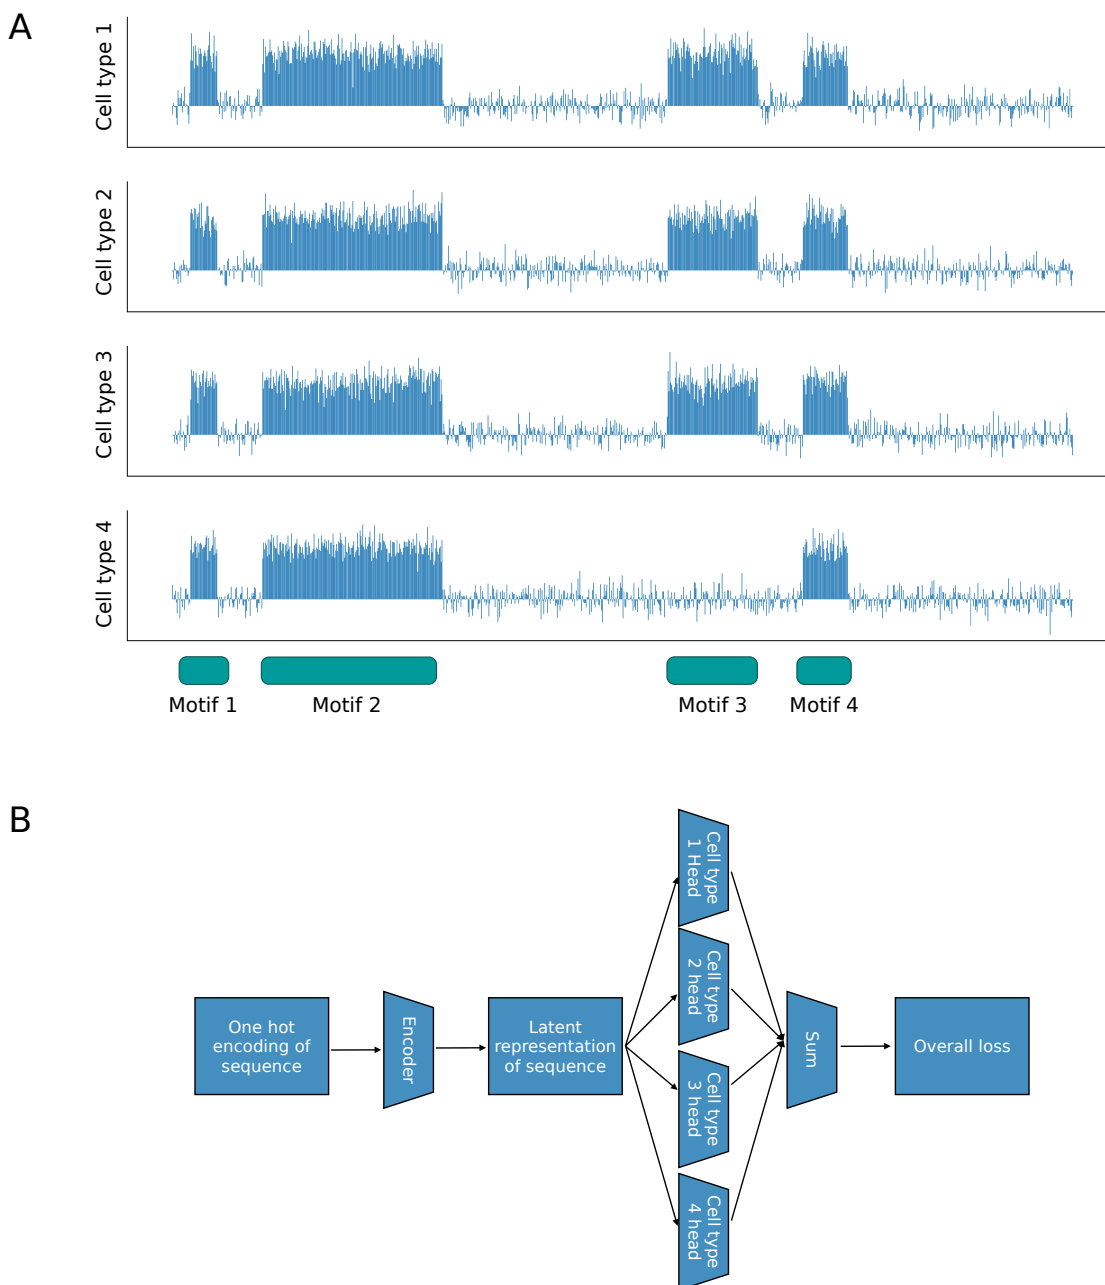 A
Cell type 1
Cell type 2
Cell type 3
Cell type 4
Motif 1
Motif 2
Motif 3
Motif 4
B
One hot
encoding of
sequence
Encoder
Latent
representation
of sequence
Cell type
1 Head
Cell type
2 head
Cell type
3 head
Cell type
4 head
Sum
Overall loss